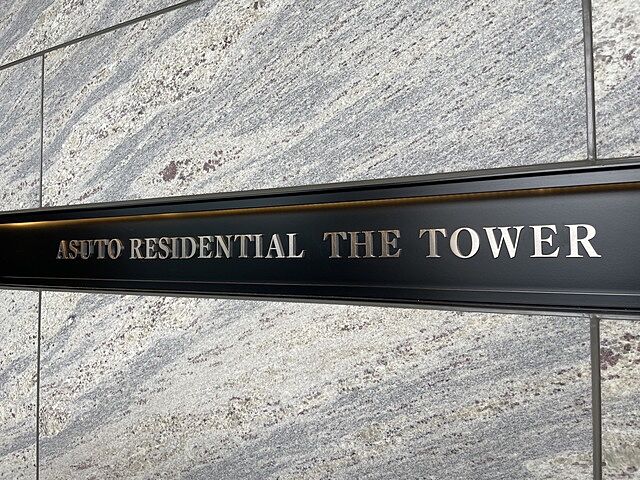 ASUTO RESIDENTIAL THE TOWER